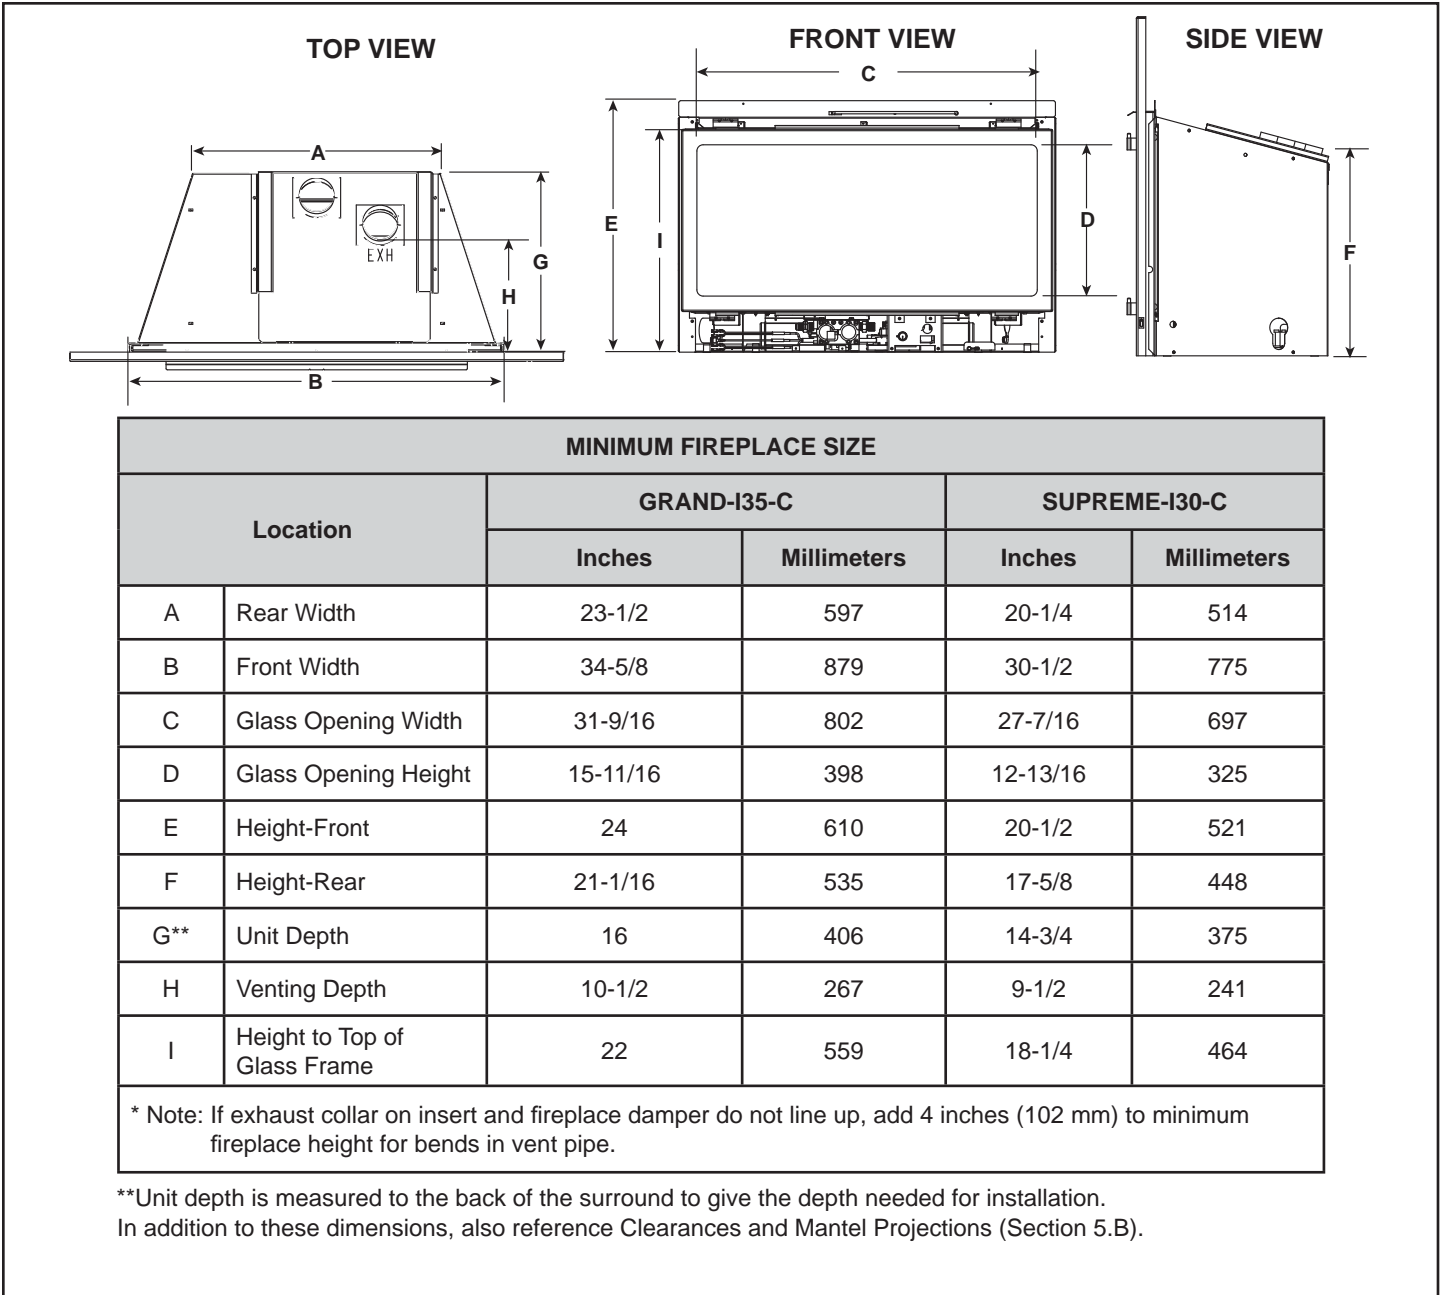 TOP VIEW
FRONT VIEW
SIDE VIEW
C
A
E
I
D
F
G
H
EXH
B
MINIMUM FIREPLACE SIZE
Location GRAND-I35-C SUPREME-I30-C
Inches Millimeters Inches Millimeters
A Rear Width 23-1/2 597 20-1/4 514
B Front Width 34-5/8 879 30-1/2 775
C Glass Opening Width 31-9/16 802 27-7/16 697
D Glass Opening Height 15-11/16 398 12-13/16 325
E Height-Front 24 610 20-1/2 521
F Height-Rear 21-1/16 535 17-5/8 448
G** Unit Depth 16 406 14-3/4 375
H Venting Depth 10-1/2 267 9-1/2 241
I Height to Top of
Glass Frame 22 559 18-1/4 464
* Note: If exhaust collar on insert and fireplace damper do not line up, add 4 inches (102 mm) to minimum
fireplace height for bends in vent pipe.
**Unit depth is measured to the back of the surround to give the depth needed for installation.
In addition to these dimensions, also reference Clearances and Mantel Projections (Section 5.B).